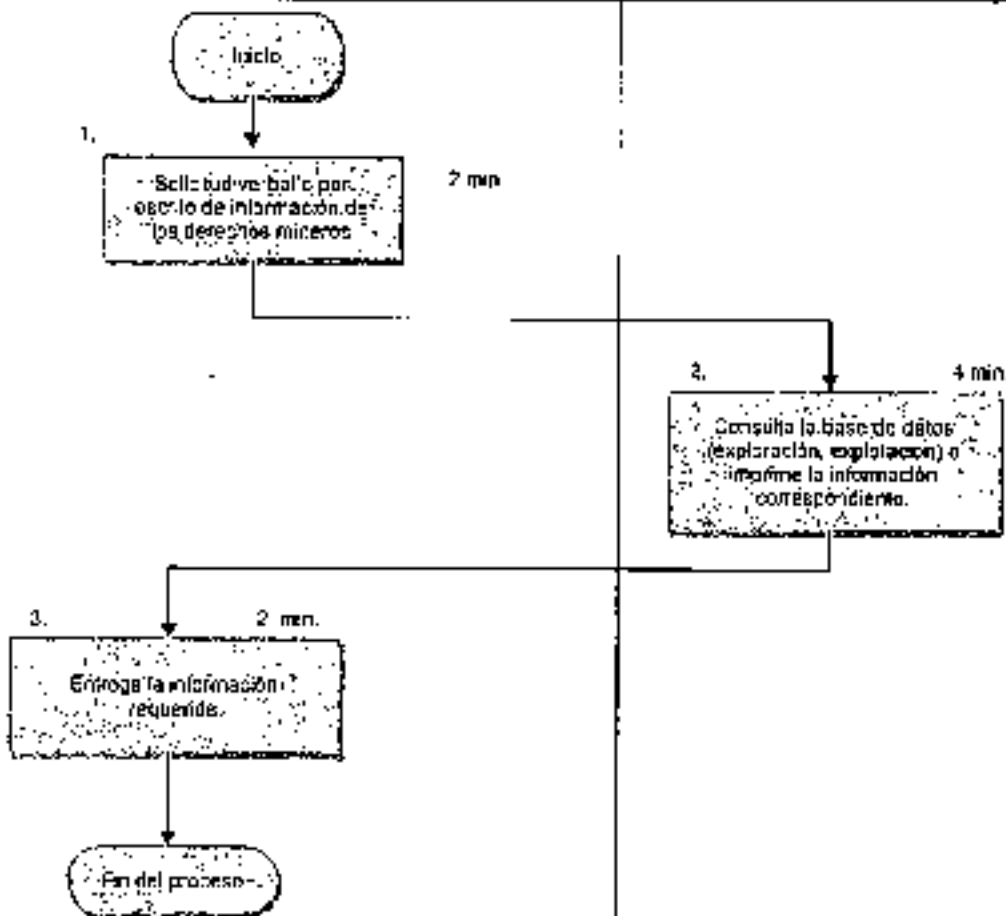 Inicio
1.
2 min
Solicitud verbal o por
escrito de información de
los derechos mineros
2.
4 min
Consulta la base de datos
(exploración, explotación) e
imprime la información
correspondiente.
3.
2 min.
Entrega la información
requerida.
Fin del proceso